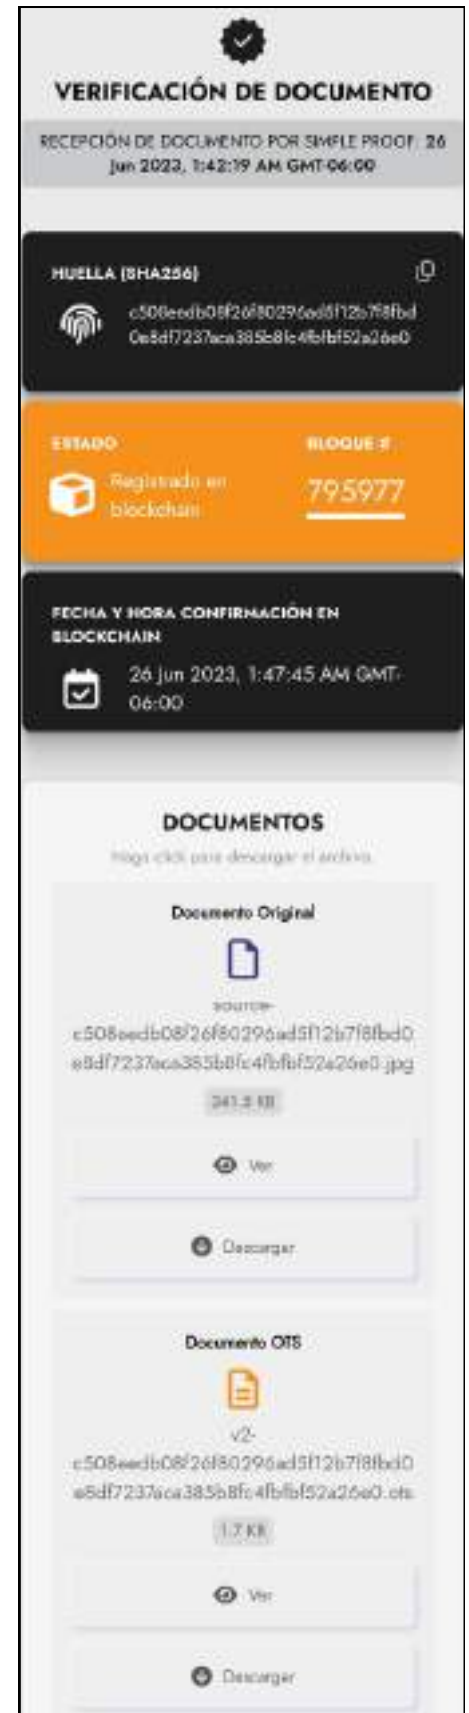 VERIFICACIÓN DE DOCUMENTO
RECEPCIÓN DE DOCUMENTO POR SIMPLE PROOF: 26
Jun 2023, 1:42:19 AM GMT-06:00
HUELLA (SHA256)
c508eedb08f26f80296ad5f12b7f8fbd
0e8df7237aca385b8fc4fbfbf52a26e0
ESTADO
BLOQUE #
Registrado en
blockchain
795977
FECHA Y HORA CONFIRMACIÓN EN
BLOCKCHAIN
26 Jun 2023, 1:47:45 AM GMT-
06:00
DOCUMENTOS
Haga click para descargar el archivo.
Documento Original
source-
c508eedb08f26f80296ad5f12b7f8fbd0
e8df7237aca385b8fc4fbfbf52a26e0.jpg
241.5 KB
Ver
Descargar
Documento OTS
v2-
c508eedb08f26f80296ad5f12b7f8fbd0
e8df7237aca385b8fc4fbfbf52a26e0.ots
1.7 KB
Ver
Descargar